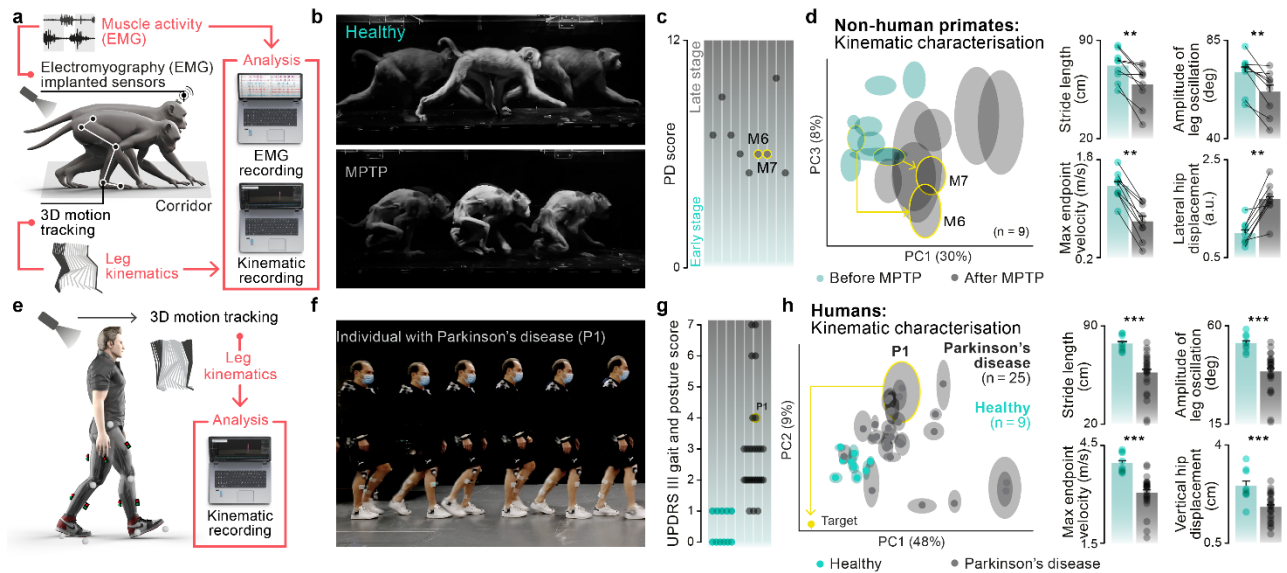 a
Muscle activity
(EMG)
Electromyography (EMG)
implanted sensors
Analysis
EMG
recording
Corridor
3D motion
tracking
Leg kinematics
Kinematic
recording
b
Healthy
MPTP
c
12
PD score
0
Late stage
Early stage
M6
M7
d
Non-human primates:
Kinematic characterisation
PC3 (8%)
M7
M6
(n = 9)
PC1 (30%)
Before MPTP
After MPTP
**
80
Stride length
(cm)
20
**
85
Amplitude of
leg oscillation
(deg)
40
**
1.8
Max endpoint
velocity (m/s)
0.2
**
2.5
Lateral hip
displacement
(a.u.)
0.5
e
3D motion tracking
Leg
kinematics
Analysis
Kinematic
recording
f
Individual with Parkinson's disease (P1)
g
UPDRS III gait and posture score
7
6
5
4
3
2
1
0
P1
h
Humans:
Kinematic characterisation
P1
Parkinson's
disease
(n = 25)
Healthy
(n = 9)
PC2 (9%)
Target
PC1 (48%)
Healthy
Parkinson's disease
***
90
Stride length
(cm)
20
***
60
Amplitude of
leg oscillation
(deg)
15
***
4.5
Max endpoint
velocity (m/s)
1.5
***
4
Vertical hip
displacement
(cm)
0.5